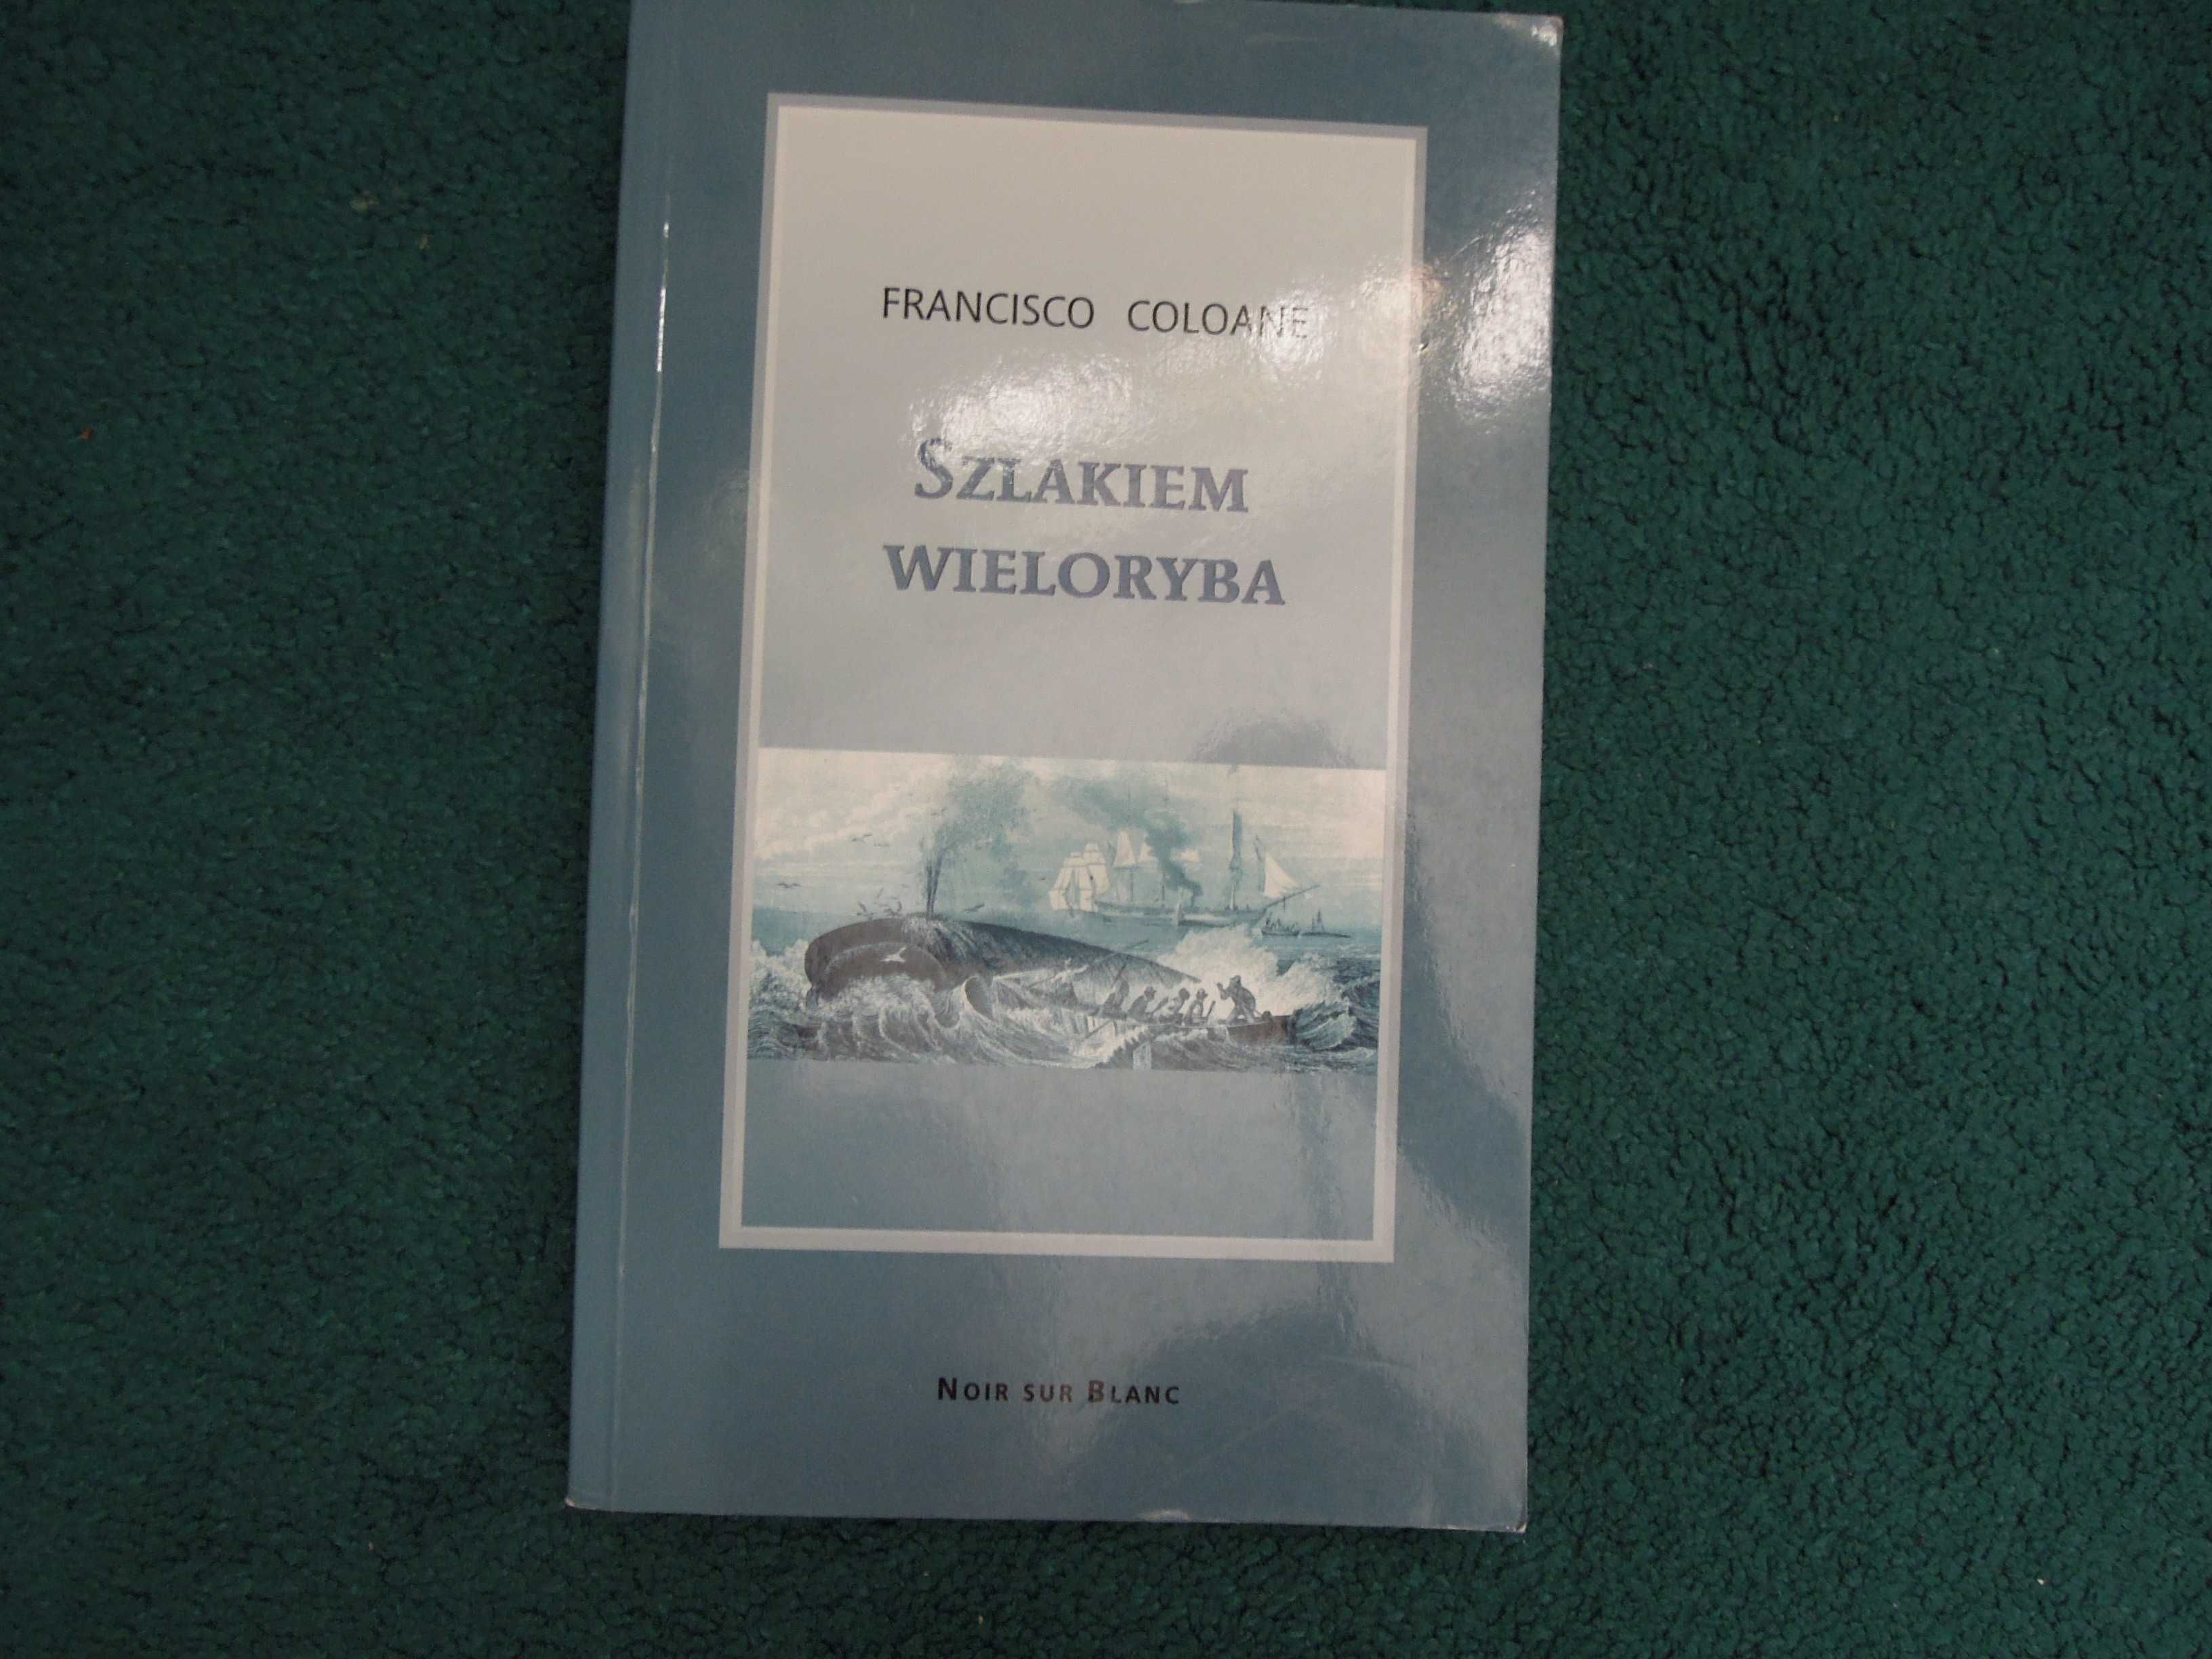 FRANCISCO COLOANE
SZLAKIEM
WIELORYBA
NOIR SUR BLANC